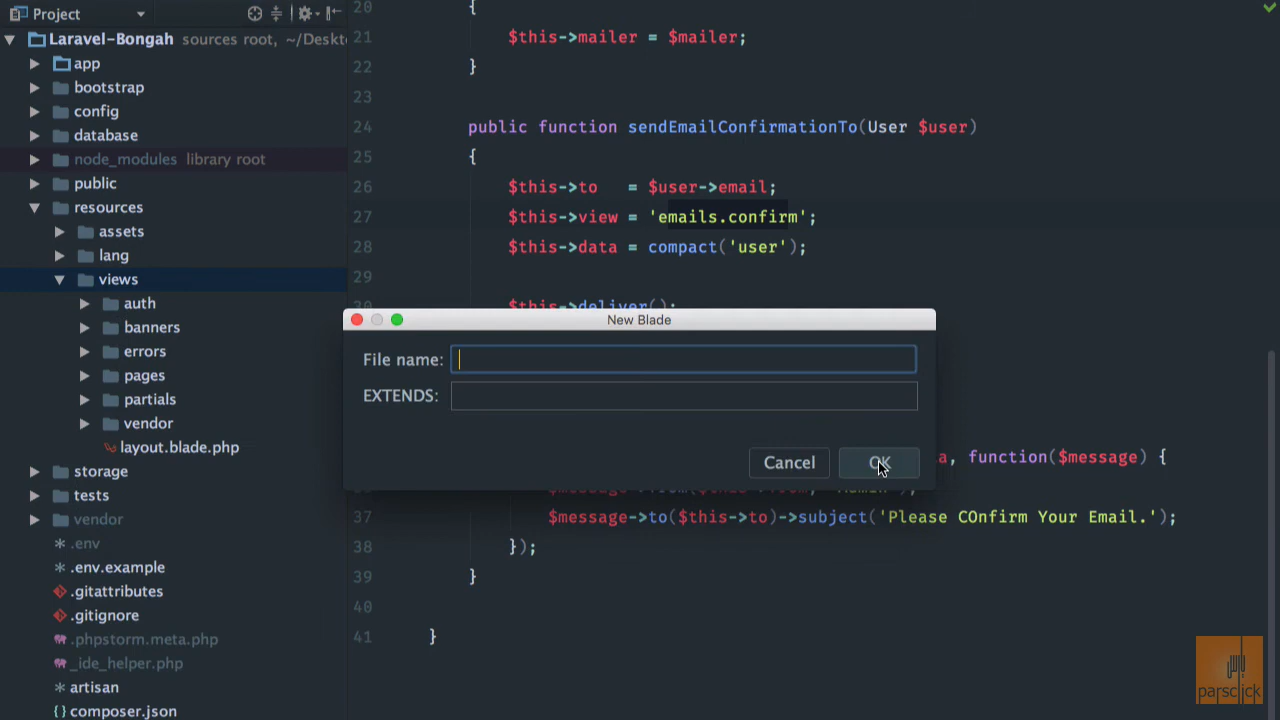 Project
Laravel-Bongah sources root, ~/Deskt
app
bootstrap
config
database
node_modules library root
public
resources
assets
lang
views
auth
banners
errors
pages
partials
vendor
layout.blade.php
storage
tests
vendor
.env
.env.example
.gitattributes
.gitignore
.phpstorm.meta.php
_ide_helper.php
artisan
composer.json
20 {
21 $this->mailer = $mailer;
22 }
23
24 public function sendEmailConfirmationTo(User $user)
25 {
26 $this->to = $user->email;
27 $this->view = 'emails.confirm';
28 $this->data = compact('user');
29
30 $this->deliver();
New Blade
File name:
EXTENDS:
Cancel OK
a, function($message) {
37 $message->to($this->to)->subject('Please COnfirm Your Email.');
38 });
39 }
40
41 }
parsclick